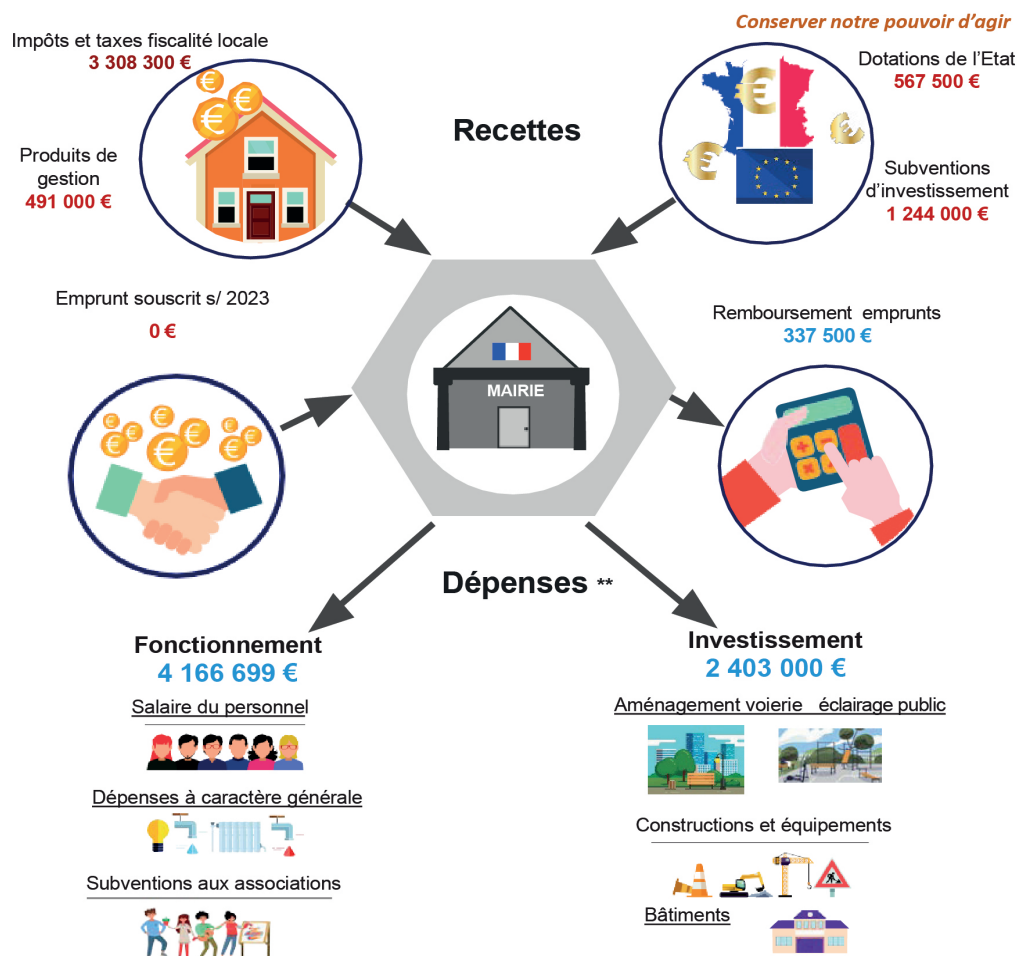 Conserver notre pouvoir d'agir
Impôts et taxes fiscalité locale
3 308 300 €
Dotations de l'Etat
567 500 €
Recettes
Produits de
gestion
491 000 €
Subventions
d'investissement
1 244 000 €
Emprunt souscrit s/ 2023
0 €
Remboursement emprunts
337 500 €
MAIRIE
Dépenses **
Fonctionnement
4 166 699 €
Salaire du personnel
Dépenses à caractère générale
Subventions aux associations
Investissement
2 403 000 €
Aménagement voirie éclairage public
Constructions et équipements
Bâtiments